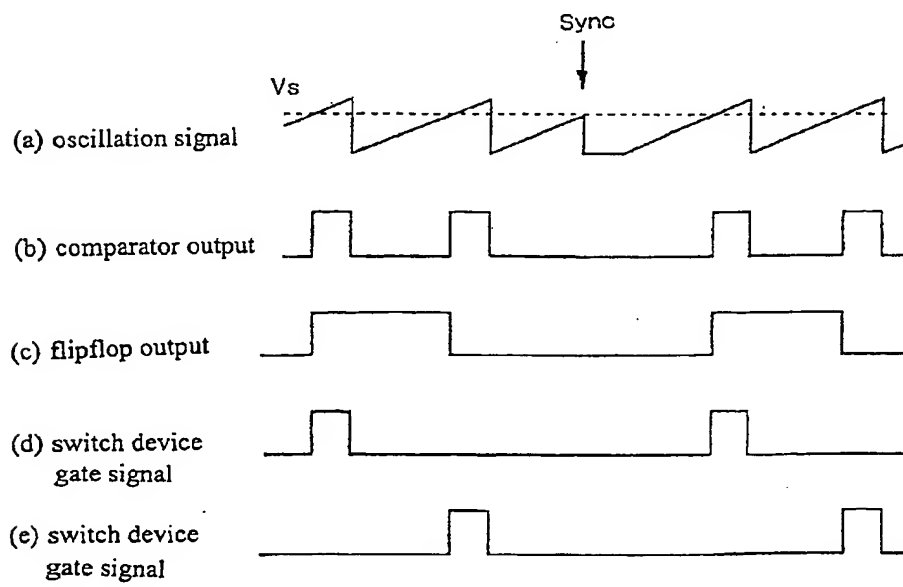 Sync
Vs
(a) oscillation signal
(b) comparator output
(c) flipflop output
(d) switch device
gate signal
(e) switch device
gate signal